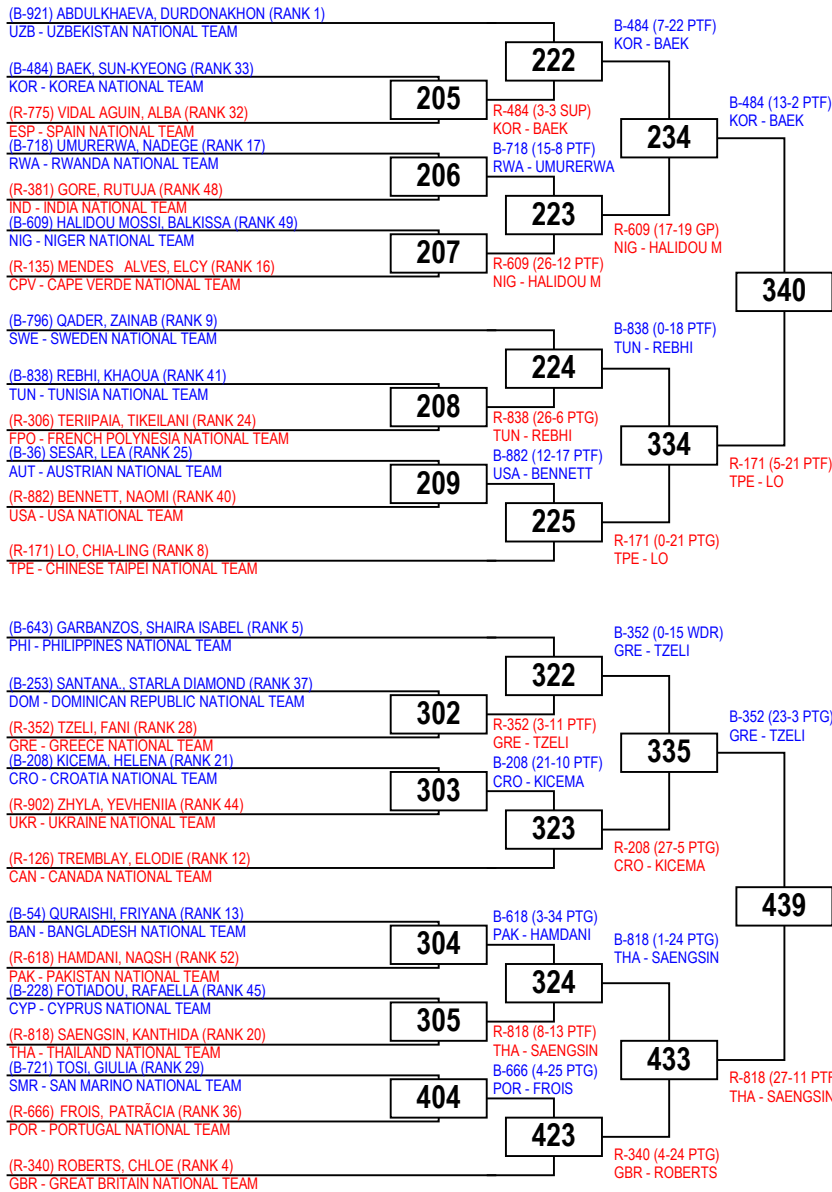 (B-921) ABDULKHAEVA, DURDONAKHON (RANK 1)
UZB - UZBEKISTAN NATIONAL TEAM
(B-484) BAEK, SUN-KYEONG (RANK 33)
KOR - KOREA NATIONAL TEAM
(R-775) VIDAL AGUIN, ALBA (RANK 32)
ESP - SPAIN NATIONAL TEAM
(B-718) UMURERWA, NADEGE (RANK 17)
RWA - RWANDA NATIONAL TEAM
(R-381) GORE, RUTUJA (RANK 48)
IND - INDIA NATIONAL TEAM
(B-609) HALIDOU MOSSI, BALKISSA (RANK 49)
NIG - NIGER NATIONAL TEAM
(R-135) MENDES ALVES, ELCY (RANK 16)
CPV - CAPE VERDE NATIONAL TEAM
(B-796) QADER, ZAINAB (RANK 9)
SWE - SWEDEN NATIONAL TEAM
(B-838) REBHI, KHAOUA (RANK 41)
TUN - TUNISIA NATIONAL TEAM
(R-306) TERIIPAIA, TIKEILANI (RANK 24)
FPO - FRENCH POLYNESIA NATIONAL TEAM
(B-36) SESAR, LEA (RANK 25)
AUT - AUSTRIAN NATIONAL TEAM
(R-882) BENNETT, NAOMI (RANK 40)
USA - USA NATIONAL TEAM
(R-171) LO, CHIA-LING (RANK 8)
TPE - CHINESE TAIPEI NATIONAL TEAM
(B-643) GARBANZOS, SHAIRA ISABEL (RANK 5)
PHI - PHILIPPINES NATIONAL TEAM
(B-253) SANTANA., STARLA DIAMOND (RANK 37)
DOM - DOMINICAN REPUBLIC NATIONAL TEAM
(R-352) TZELI, FANI (RANK 28)
GRE - GREECE NATIONAL TEAM
(B-208) KICEMA, HELENA (RANK 21)
CRO - CROATIA NATIONAL TEAM
(R-902) ZHYLA, YEVHENIIA (RANK 44)
UKR - UKRAINE NATIONAL TEAM
(R-126) TREMBLAY, ELODIE (RANK 12)
CAN - CANADA NATIONAL TEAM
(B-54) QURAISHI, FRIYANA (RANK 13)
BAN - BANGLADESH NATIONAL TEAM
(R-618) HAMDANI, NAQSH (RANK 52)
PAK - PAKISTAN NATIONAL TEAM
(B-228) FOTIADOU, RAFAELLA (RANK 45)
CYP - CYPRUS NATIONAL TEAM
(R-818) SAENGSIN, KANTHIDA (RANK 20)
THA - THAILAND NATIONAL TEAM
(B-721) TOSI, GIULIA (RANK 29)
SMR - SAN MARINO NATIONAL TEAM
(R-666) FROIS, PATRÃCIA (RANK 36)
POR - PORTUGAL NATIONAL TEAM
(R-340) ROBERTS, CHLOE (RANK 4)
GBR - GREAT BRITAIN NATIONAL TEAM
205
206
207
208
209
302
303
304
305
404
222
R-484 (3-3 SUP)
KOR - BAEK
B-718 (15-8 PTF)
RWA - UMURERWA
223
R-609 (26-12 PTF)
NIG - HALIDOU M
224
R-838 (26-6 PTG)
TUN - REBHI
B-882 (12-17 PTF)
USA - BENNETT
225
322
R-352 (3-11 PTF)
GRE - TZELI
B-208 (21-10 PTF)
CRO - KICEMA
323
B-618 (3-34 PTG)
PAK - HAMDANI
324
R-818 (8-13 PTF)
THA - SAENGSIN
B-666 (4-25 PTG)
POR - FROIS
423
B-484 (7-22 PTF)
KOR - BAEK
234
R-609 (17-19 GP)
NIG - HALIDOU M
B-838 (0-18 PTF)
TUN - REBHI
334
R-171 (0-21 PTG)
TPE - LO
B-352 (0-15 WDR)
GRE - TZELI
335
R-208 (27-5 PTG)
CRO - KICEMA
B-818 (1-24 PTG)
THA - SAENGSIN
433
R-340 (4-24 PTG)
GBR - ROBERTS
B-484 (13-2 PTF)
KOR - BAEK
340
R-171 (5-21 PTF)
TPE - LO
B-352 (23-3 PTG)
GRE - TZELI
439
R-818 (27-11 PTF
THA - SAENGSIN